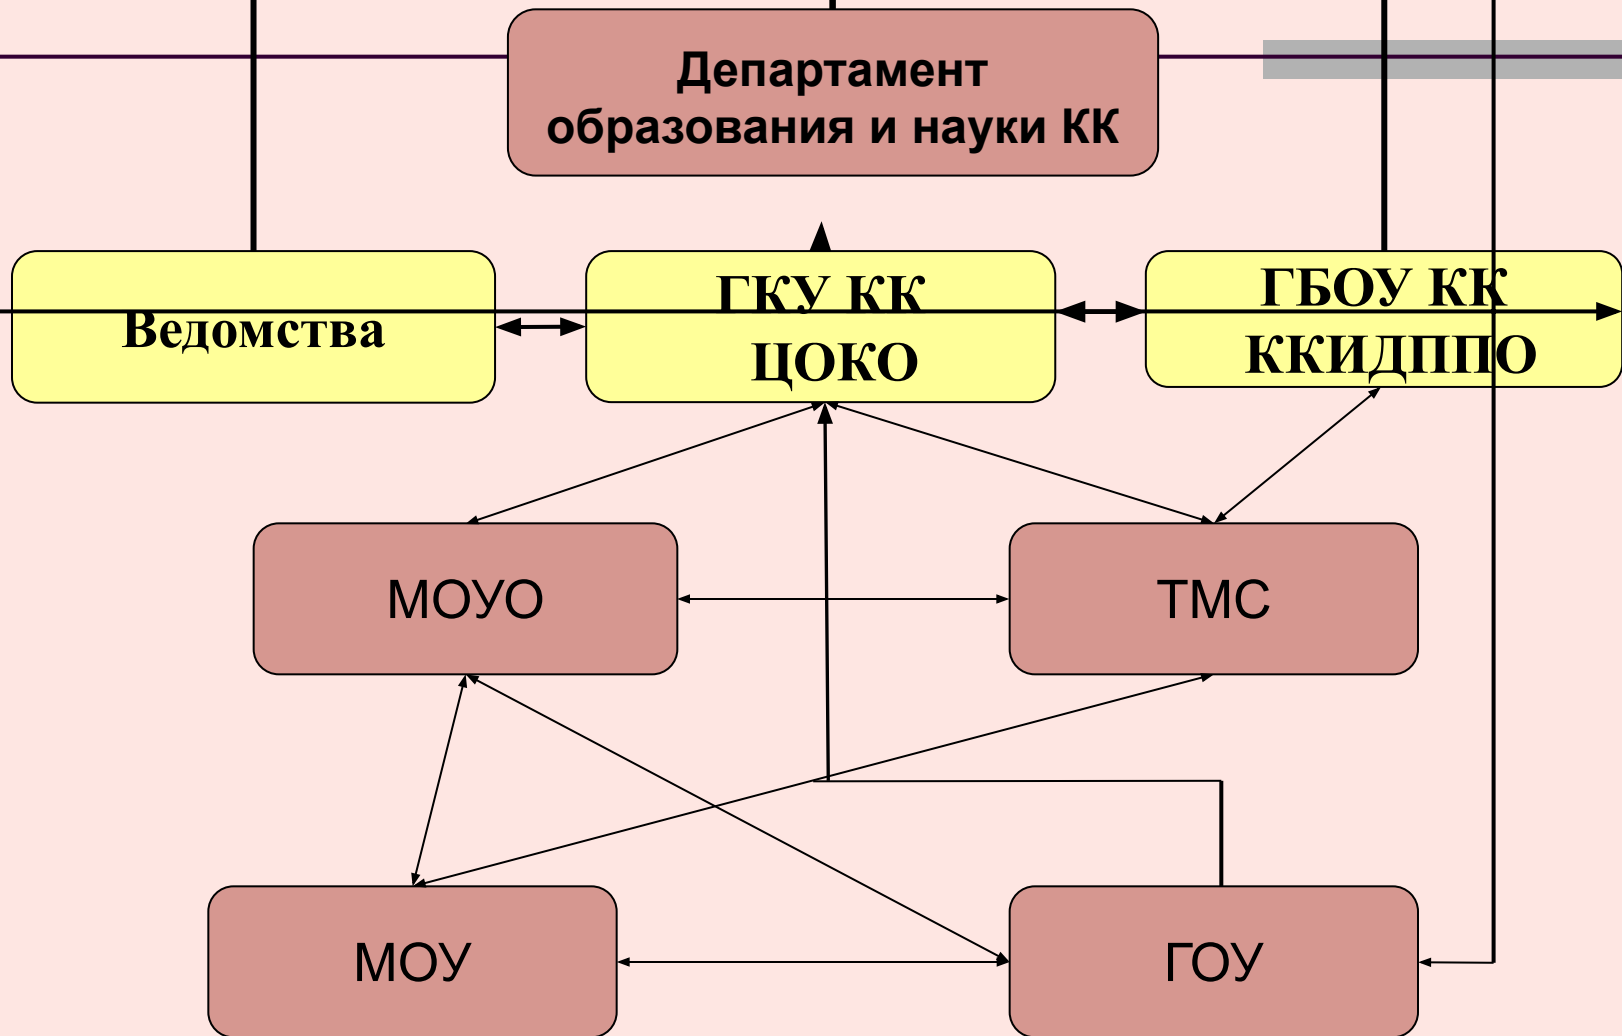 Департамент
образования и науки КК
Ведомства
ГКУ КК
ЦОКО
ГБОУ КК
ККИДППО
МОУО
ТМС
МОУ
ГОУ